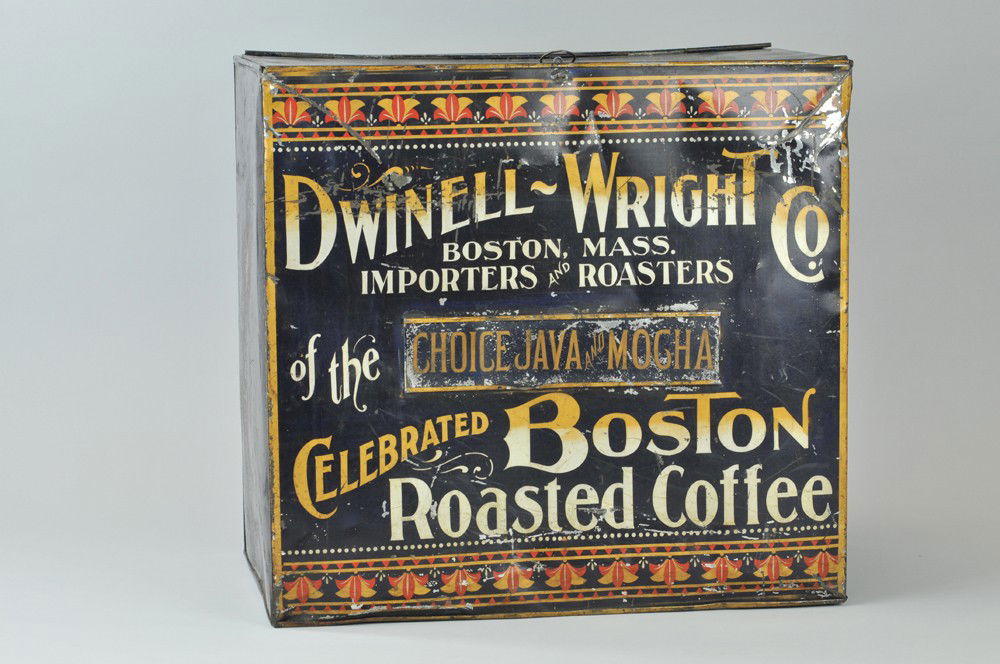 DWINELL~WRIGHT Co.
BOSTON, MASS.
IMPORTERS AND ROASTERS
of the
CHOICE JAVA AND MOCHA
CELEBRATED BOSTON
Roasted Coffee